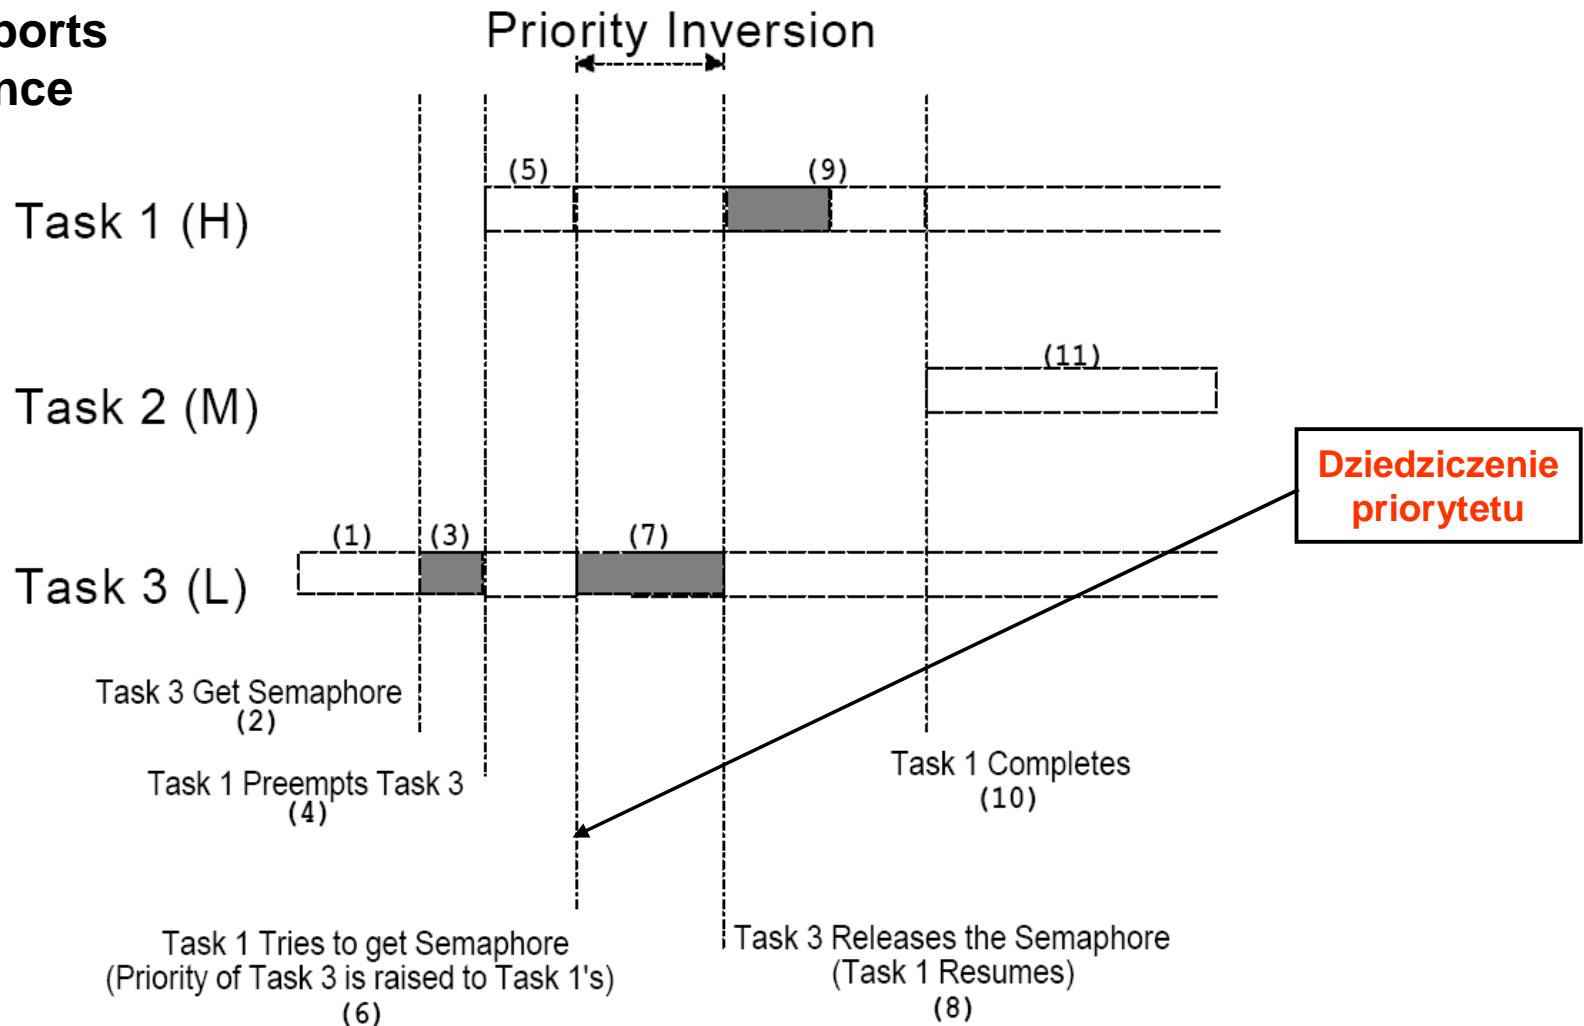 ports
nce
Priority Inversion
(5)
(9)
Task 1 (H)
(11)
Task 2 (M)
Dziedziczenie
priorytetu
(1)
(3)
(7)
Task 3 (L)
Task 3 Get Semaphore
(2)
Task 1 Preempts Task 3
(4)
Task 1 Completes
(10)
Task 1 Tries to get Semaphore
(Priority of Task 3 is raised to Task 1's)
(6)
Task 3 Releases the Semaphore
(Task 1 Resumes)
(8)